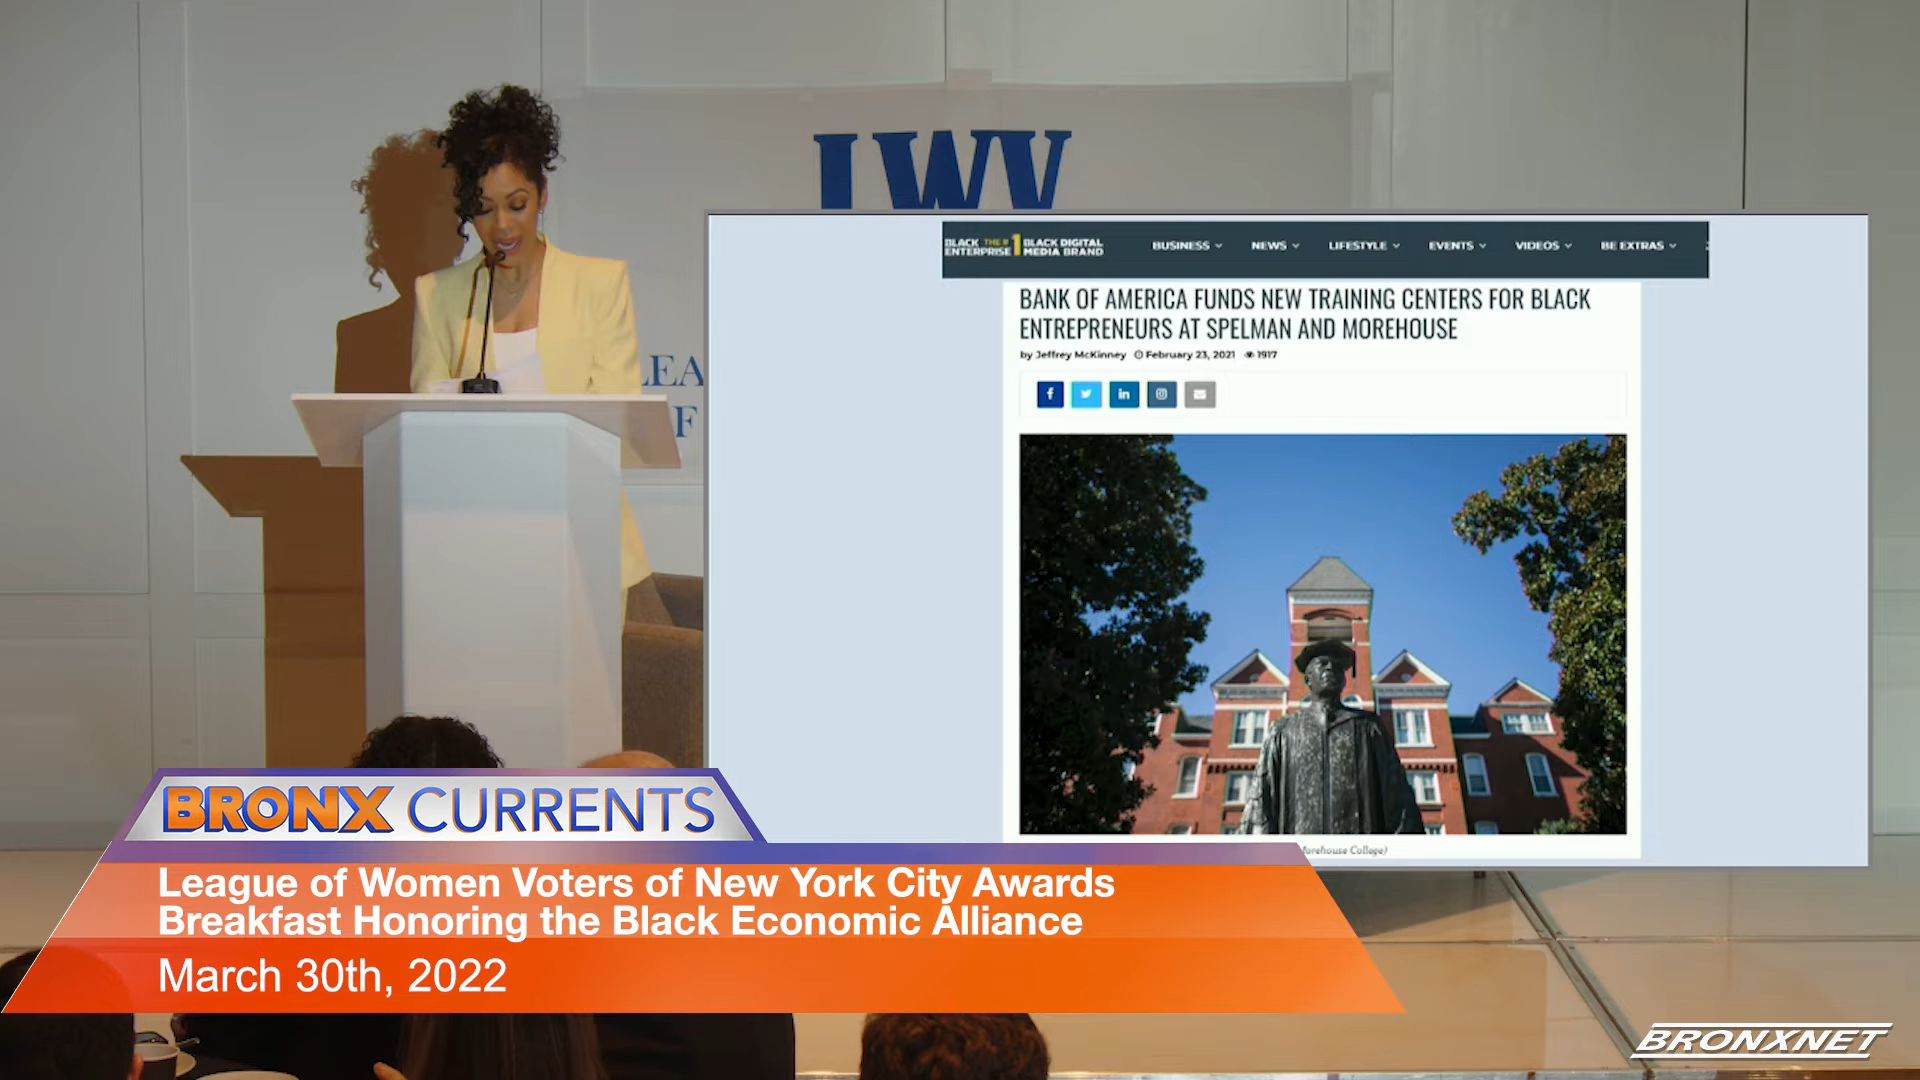 LWV
LEA
F
BLACK ENTERPRISE THE #1 BLACK DIGITAL MEDIA BRAND
BUSINESS NEWS LIFESTYLE EVENTS VIDEOS BE EXTRAS
BANK OF AMERICA FUNDS NEW TRAINING CENTERS FOR BLACK
ENTREPRENEURS AT SPELMAN AND MOREHOUSE
by Jeffrey McKinney February 23, 2021 1917
Morehouse College)
BRONX CURRENTS
League of Women Voters of New York City Awards
Breakfast Honoring the Black Economic Alliance
March 30th, 2022
BRONXNET